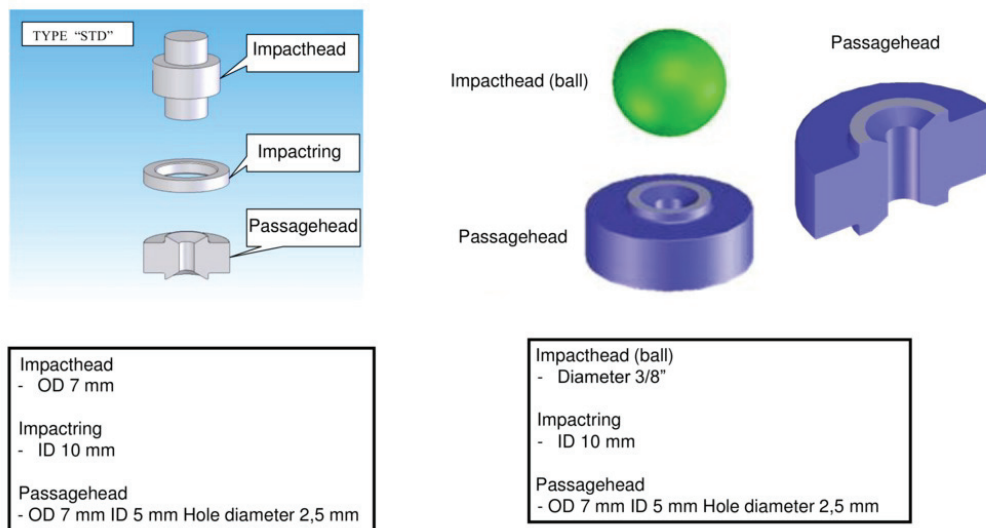 TYPE “STD”
Impacthead
Impactring
Passagehead
Impacthead
- OD 7 mm
Impactring
- ID 10 mm
Passagehead
- OD 7 mm ID 5 mm Hole diameter 2,5 mm
Passagehead
Impacthead (ball)
Passagehead
Impacthead (ball)
- Diameter 3/8”
Impactring
- ID 10 mm
Passagehead
- OD 7 mm ID 5 mm Hole diameter 2,5 mm